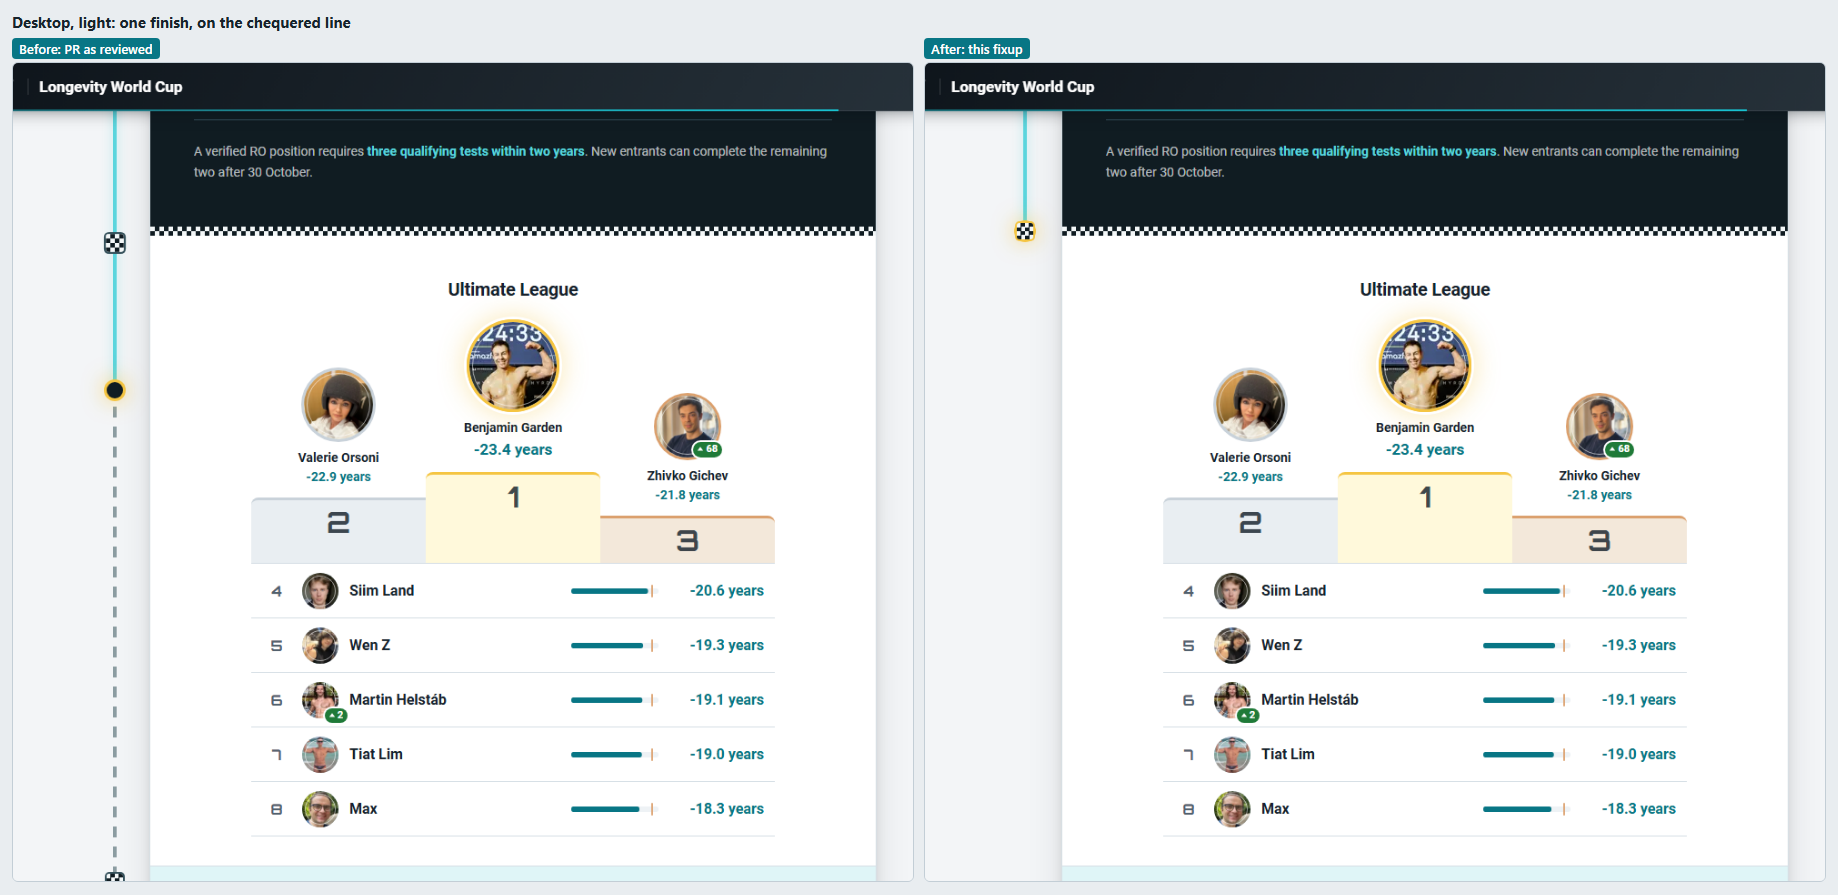 Desktop, light: one finish, on the chequered line
Before: PR as reviewed
Longevity World Cup
A verified RO position requires three qualifying tests within two years. New entrants can complete the remaining
two after 30 October.
Ultimate League
24:33
Benjamin Garden
-23.4 years
Valerie Orsoni
-22.9 years
68
Zhivko Gichev
-21.8 years
1
2
3
4 Siim Land -20.6 years
5 Wen Z -19.3 years
6 Martin Helstáb -19.1 years
2
7 Tiat Lim -19.0 years
8 Max -18.3 years
After: this fixup
Longevity World Cup
A verified RO position requires three qualifying tests within two years. New entrants can complete the remaining
two after 30 October.
Ultimate League
24:33
Benjamin Garden
-23.4 years
Valerie Orsoni
-22.9 years
68
Zhivko Gichev
-21.8 years
1
2
3
4 Siim Land -20.6 years
5 Wen Z -19.3 years
6 Martin Helstáb -19.1 years
2
7 Tiat Lim -19.0 years
8 Max -18.3 years